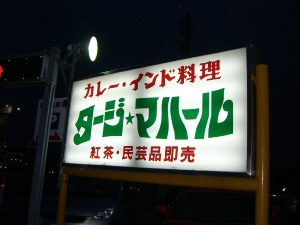 カレー・インド料理
タージ★マハール
紅茶・民芸品即売